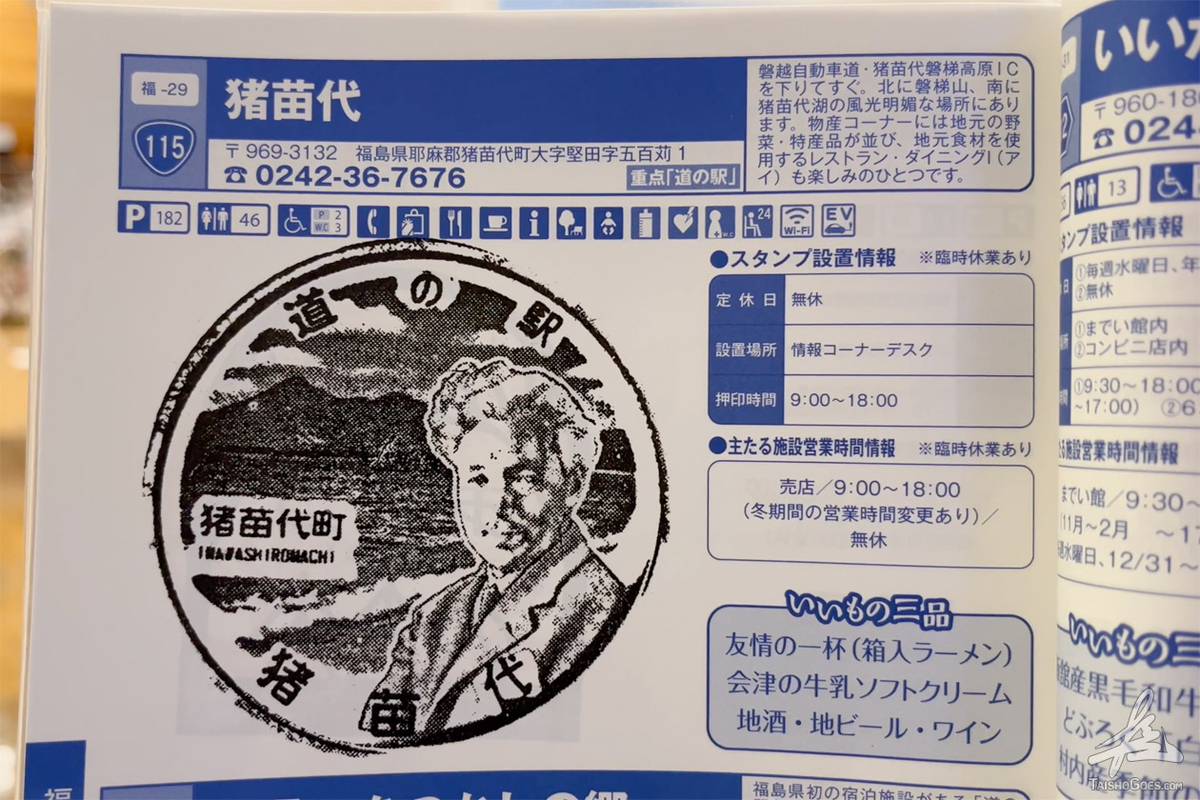 福-29
115
猪苗代
〒969-3132 福島県耶麻郡猪苗代町大字堅田字五百苅1
☎0242-36-7676
重点「道の駅」
磐越自動車道・猪苗代磐梯高原IC
を下りてすぐ。北に磐梯山、南に
猪苗代湖の風光明媚な場所にあり
ます。物産コーナーには地元の野
菜・特産品が並び、地元食材を使
用するレストラン・ダイニングI(ア
イ)も楽しみのひとつです。
P 182
46
P 2
WC 3
24
Wi-Fi
EV
道の駅
猪苗代町
INAWASHIROMACHI
猪苗代
●スタンプ設置情報 ※臨時休業あり
定休日 無休
設置場所 情報コーナーデスク
押印時間 9:00〜18:00
●主たる施設営業時間情報 ※臨時休業あり
売店/9:00〜18:00
(冬期間の営業時間変更あり)/
無休
いいもの三品
友情の一杯(箱入ラーメン)
会津の牛乳ソフトクリーム
地酒・地ビール・ワイン
福島県初の宿泊施設がある「道
いい
〒960-180
☎024
13
スタンプ設置情報
①毎週水曜日、年
②無休
①までい館内
②コンビニ店内
①9:30〜18:00
〜17:00) ②6
る施設営業時間情報
までい館/9:30〜
(11月〜2月 〜17
週水曜日、12/31〜
いいもの三
館産黒毛和牛
どぶろく
村内産
TAISHOGOES.COM